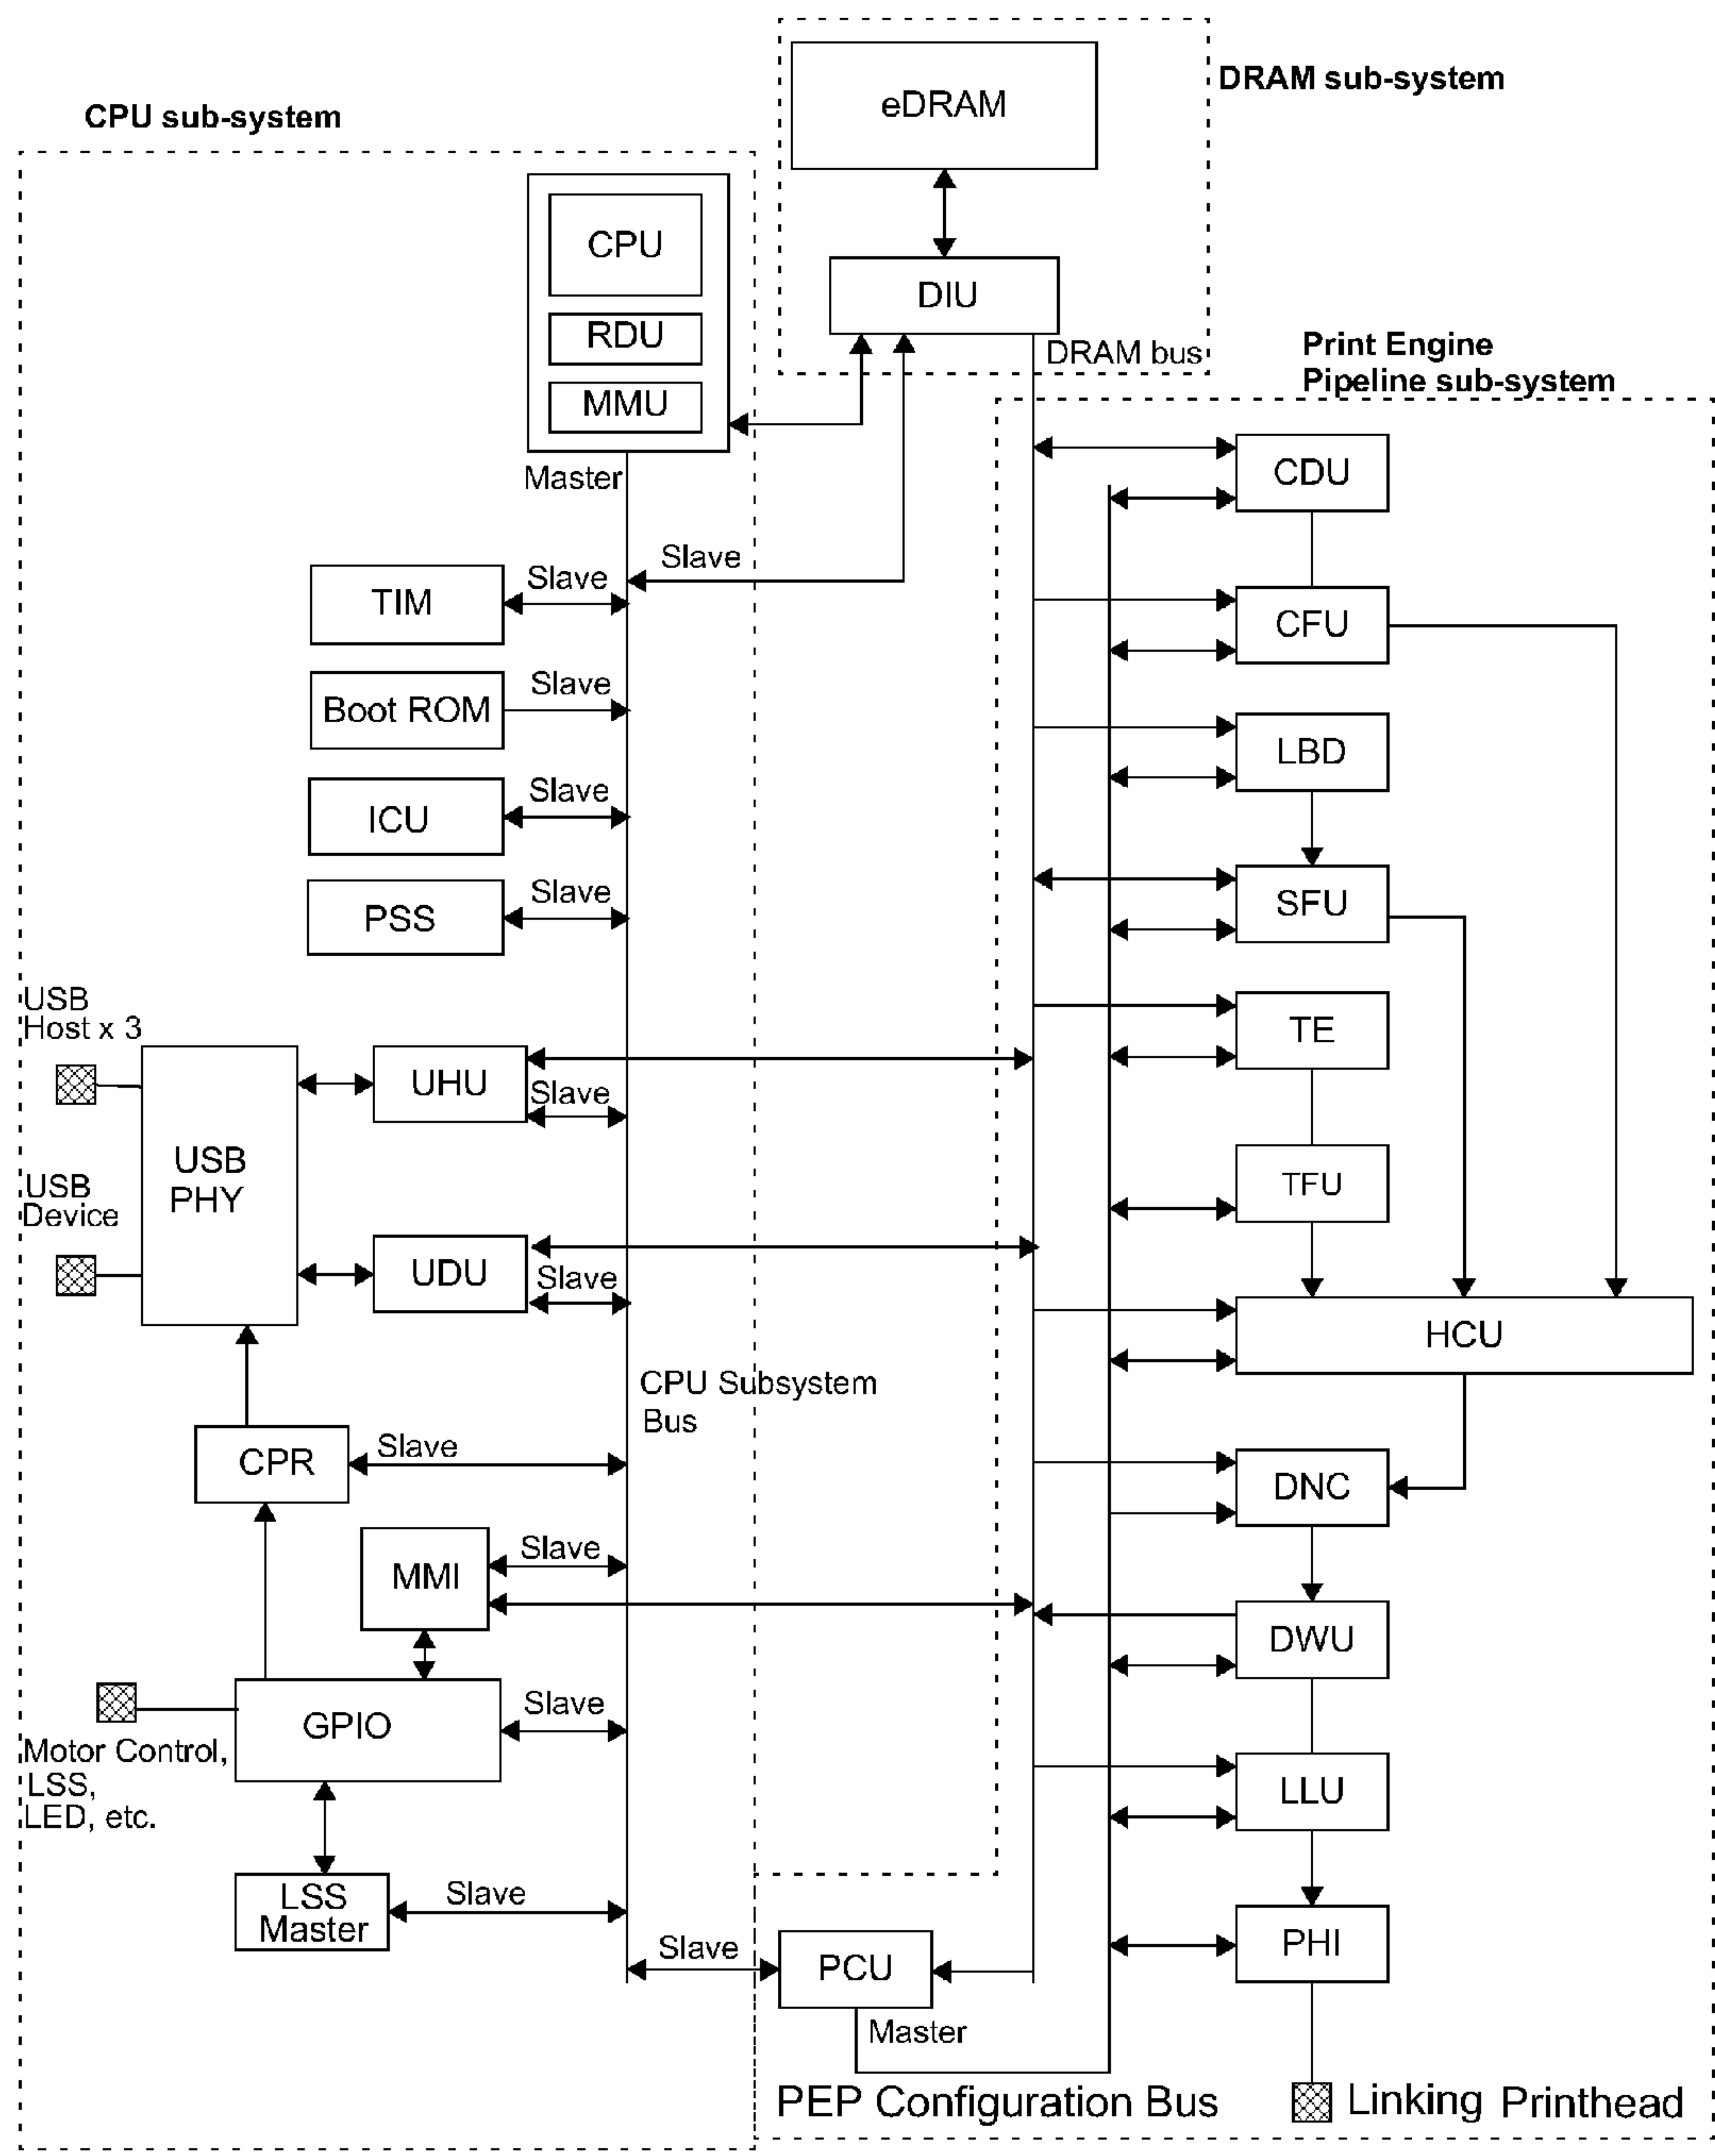 DRAM sub-system
eDRAM
CPU sub-system
CPU
DIU
RDU
DRAM bus
Print Engine
Pipeline sub-system
MMU
Master
CDU
Slave
Slave
TIM
CFU
Slave
Boot ROM
LBD
Slave
ICU
Slave
PSS
SFU
USB
Host x 3
TE
UHU
Slave
USB
PHY
USB
Device
TFU
UDU
Slave
HCU
CPU Subsystem
Bus
Slave
CPR
DNC
Slave
MMI
DWU
Slave
GPIO
Motor Control,
LSS,
LED, etc.
LLU
Slave
LSS
Master
Slave
PCU
PHI
Master
PEP Configuration Bus
Linking Printhead